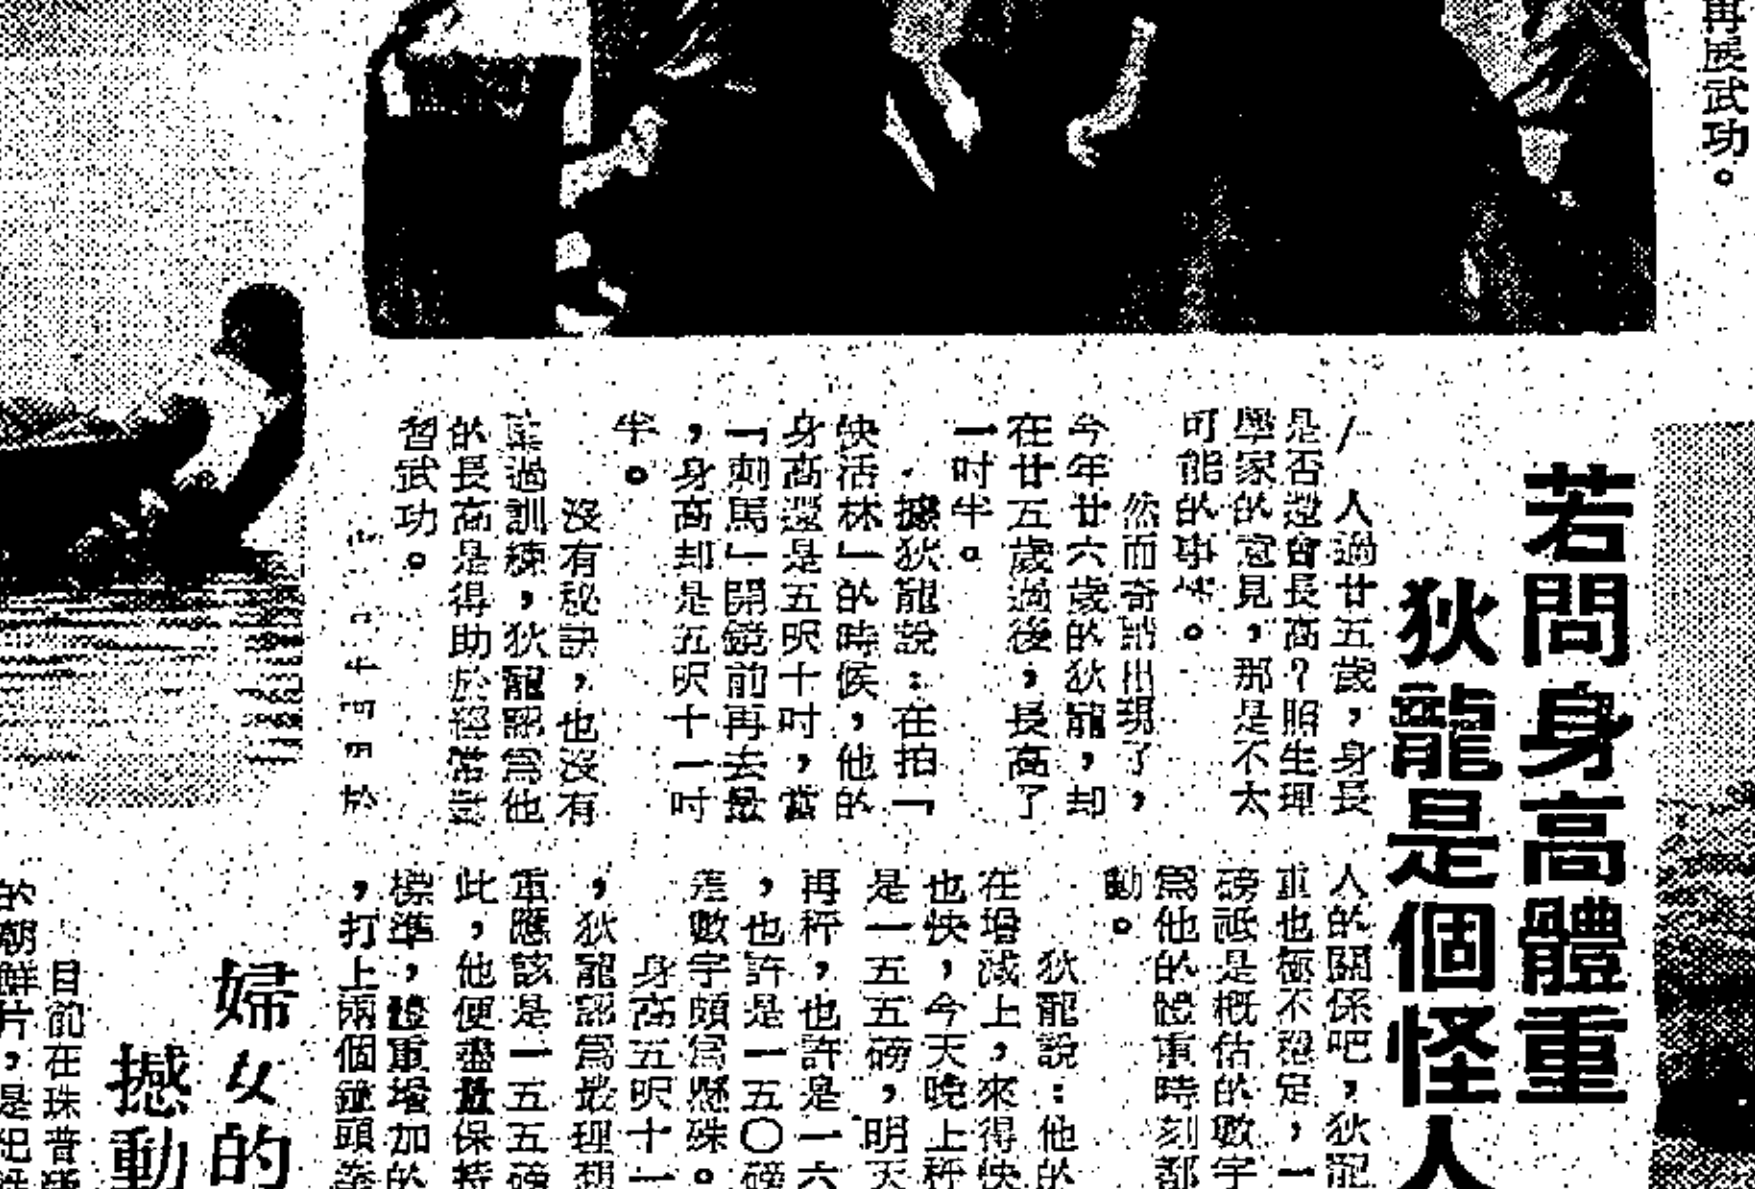 再展武功。
若問身高體重
狄龍是個怪人
人過廿五歲，身長
是否還會長高？照生理
學家的意見，那是不太
可能的事。
然而奇蹟出現了，
今年廿六歲的狄龍，却
在廿五歲過後，長高了
一吋半。
據狄龍說：在拍「
快活林」的時候，他的
身高還是五呎十吋，當
「刺馬」開鏡前再去量
，身高却是五呎十一吋
半。
沒有秘訣，也沒有
過訓練，狄龍認爲他
的長高是得助於經常
習武功。
人的關係吧，狄龍
重也極不穩定，一
磅祗是概估的數字
爲他的體重時刻都
動。
狄龍說：他的
在增減上，來得快
也快，今天晚上秤
是一五五磅，明天
再秤，也許是一六
，也許是一五〇磅
差數字頗爲懸殊。
身高五呎十一
，狄龍認爲最理想
重應該是一五五磅
此，他便盡量保持
標準，體重增加的
，打上兩個鐘頭
婦女的
撼動
目前在珠
的朝鮮片，是